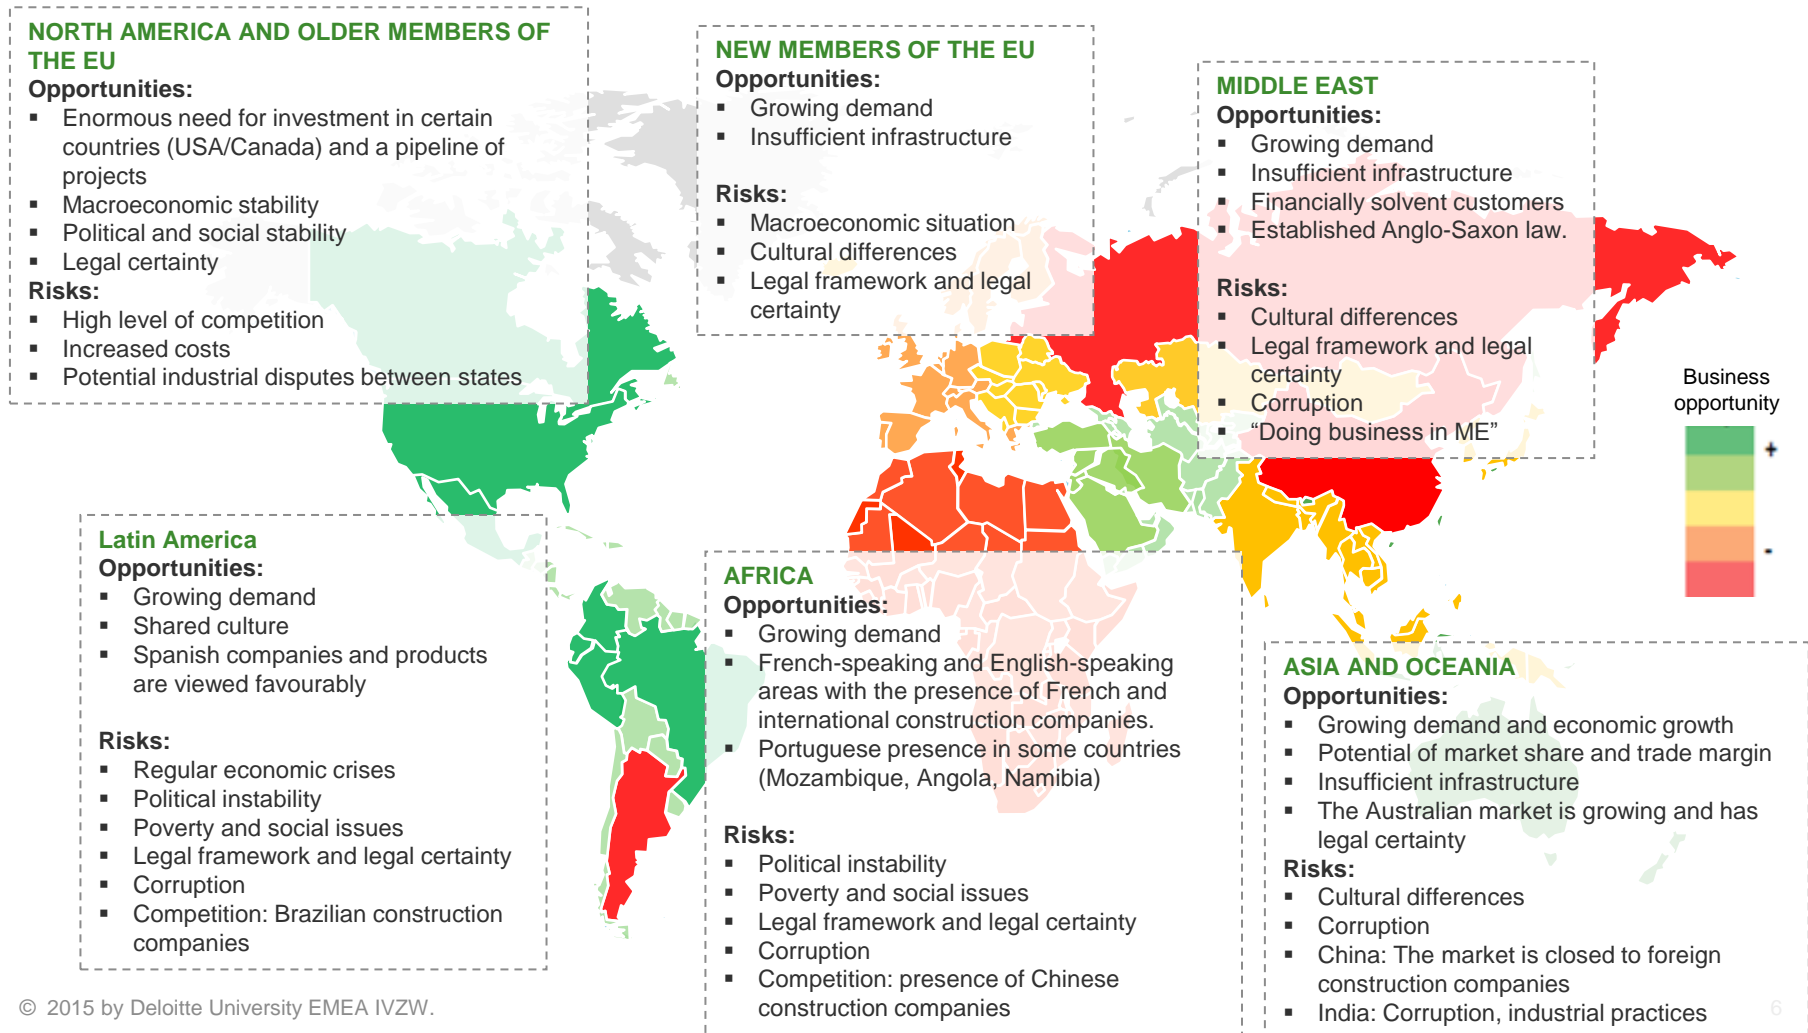 NORTH AMERICA AND OLDER MEMBERS OF
THE EU
Opportunities:
▪ Enormous need for investment in certain
countries (USA/Canada) and a pipeline of
projects
▪ Macroeconomic stability
▪ Political and social stability
▪ Legal certainty
Risks:
▪ High level of competition
▪ Increased costs
▪ Potential industrial disputes between states
NEW MEMBERS OF THE EU
Opportunities:
▪ Growing demand
▪ Insufficient infrastructure
Risks:
▪ Macroeconomic situation
▪ Cultural differences
▪ Legal framework and legal
certainty
MIDDLE EAST
Opportunities:
▪ Growing demand
▪ Insufficient infrastructure
▪ Financially solvent customers
▪ Established Anglo-Saxon law.
Risks:
▪ Cultural differences
▪ Legal framework and legal
certainty
▪ Corruption
▪ “Doing business in ME”
Business
opportunity
+
-
Latin America
Opportunities:
▪ Growing demand
▪ Shared culture
▪ Spanish companies and products
are viewed favourably
Risks:
▪ Regular economic crises
▪ Political instability
▪ Poverty and social issues
▪ Legal framework and legal certainty
▪ Corruption
▪ Competition: Brazilian construction
companies
AFRICA
Opportunities:
▪ Growing demand
▪ French-speaking and English-speaking
areas with the presence of French and
international construction companies.
▪ Portuguese presence in some countries
(Mozambique, Angola, Namibia)
Risks:
▪ Political instability
▪ Poverty and social issues
▪ Legal framework and legal certainty
▪ Corruption
▪ Competition: presence of Chinese
construction companies
ASIA AND OCEANIA
Opportunities:
▪ Growing demand and economic growth
▪ Potential of market share and trade margin
▪ Insufficient infrastructure
▪ The Australian market is growing and has
legal certainty
Risks:
▪ Cultural differences
▪ Corruption
▪ China: The market is closed to foreign
construction companies
▪ India: Corruption, industrial practices
© 2015 by Deloitte University EMEA IVZW.
6